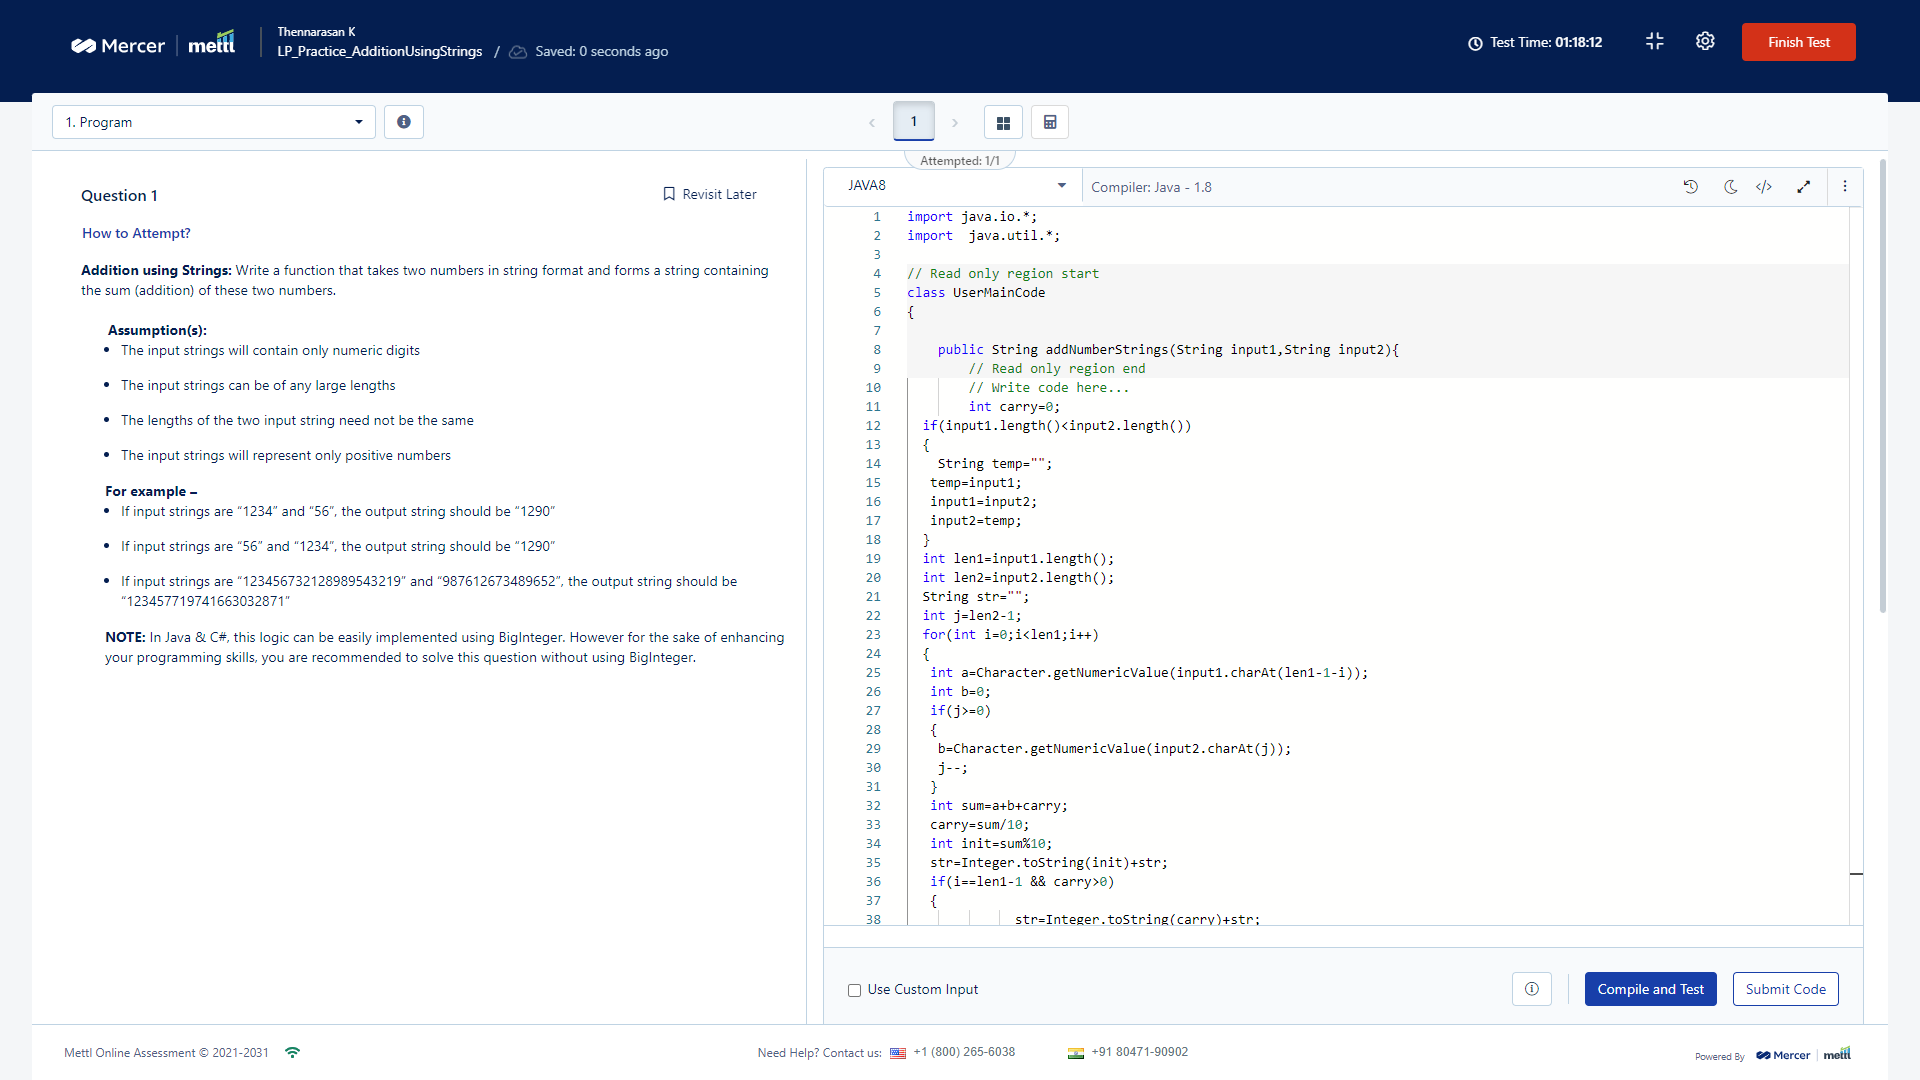 Mercer mettl
Thennarasan K
LP_Practice_AdditionUsingStrings / Saved: 0 seconds ago
Test Time: 01:18:12
Finish Test
1. Program
1
Attempted: 1/1
Question 1
Revisit Later
How to Attempt?
Addition using Strings: Write a function that takes two numbers in string format and forms a string containing
the sum (addition) of these two numbers.
Assumption(s):
• The input strings will contain only numeric digits
• The input strings can be of any large lengths
• The lengths of the two input string need not be the same
• The input strings will represent only positive numbers
For example –
• If input strings are “1234” and “56”, the output string should be “1290”
• If input strings are “56” and “1234”, the output string should be “1290”
• If input strings are “123456732128989543219” and “987612673489652”, the output string should be
“123457719741663032871”
NOTE: In Java & C#, this logic can be easily implemented using BigInteger. However for the sake of enhancing
your programming skills, you are recommended to solve this question without using BigInteger.
JAVA8
Compiler: Java - 1.8
1 import java.io.*;
2 import  java.util.*;
3
4 // Read only region start
5 class UserMainCode
6 {
7
8     public String addNumberStrings(String input1,String input2){
9         // Read only region end
10         // Write code here...
11         int carry=0;
12   if(input1.length()<input2.length())
13   {
14     String temp="";
15    temp=input1;
16    input1=input2;
17    input2=temp;
18   }
19   int len1=input1.length();
20   int len2=input2.length();
21   String str="";
22   int j=len2-1;
23   for(int i=0;i<len1;i++)
24   {
25    int a=Character.getNumericValue(input1.charAt(len1-1-i));
26    int b=0;
27    if(j>=0)
28    {
29     b=Character.getNumericValue(input2.charAt(j));
30     j--;
31    }
32    int sum=a+b+carry;
33    carry=sum/10;
34    int init=sum%10;
35    str=Integer.toString(init)+str;
36    if(i==len1-1 && carry>0)
37    {
38               str=Integer.toString(carry)+str;
Use Custom Input
Compile and Test
Submit Code
Mettl Online Assessment © 2021-2031
Need Help? Contact us: +1 (800) 265-6038
+91 80471-90902
Powered By Mercer mettl